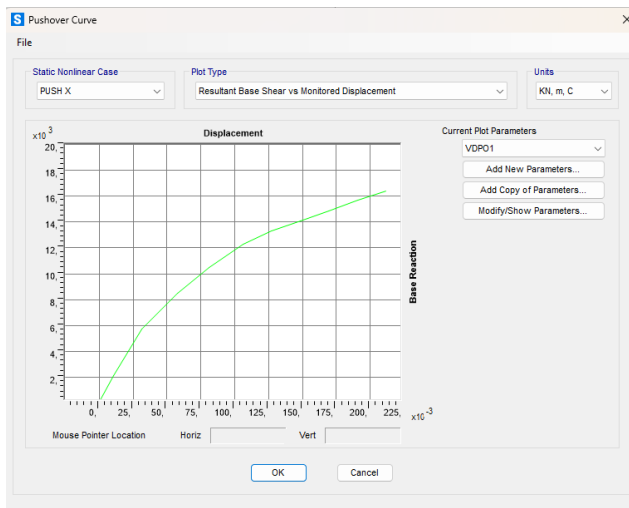 Pushover Curve
File
Static Nonlinear Case
PUSH X
Plot Type
Resultant Base Shear vs Monitored Displacement
Units
KN, m, C
x10 3
Displacement
20,
18,
16,
14,
12,
10,
8,
6,
4,
2,
0, 25, 50, 75, 100, 125, 150, 175, 200, 225, x10 -3
Base Reaction
Current Plot Parameters
VDPO1
Add New Parameters...
Add Copy of Parameters...
Modify/Show Parameters...
Mouse Pointer Location Horiz Vert
OK Cancel